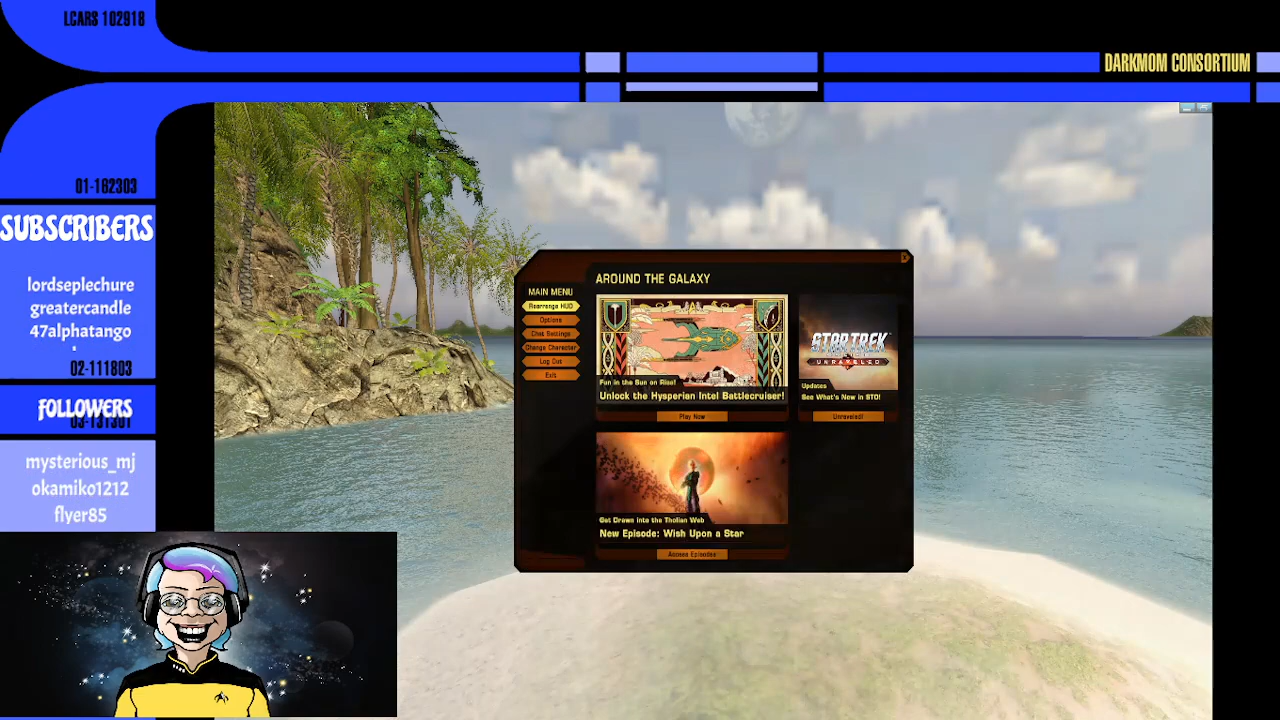 LCARS 102918
DARKMOM CONSORTIUM
01-182303
SUBSCRIBERS
lordseplechure
greatercandle
47alphatango
02-111803
FOLLOWERS
03-131301
mysterious_mj
okamiko1212
flyer85
AROUND THE GALAXY
MAIN MENU
Rearrange HUD
Options
Chat Settings
Change Character
Log Out
Exit
Fun in the Sun on Risa!
Unlock the Hysperian Intel Battlecruiser!
Play Now
STAR TREK
UNRAVELED
Updates
See What's New in STO!
Unraveled!
Get Drawn into the Tholian Web
New Episode: Wish Upon a Star
Access Episodes